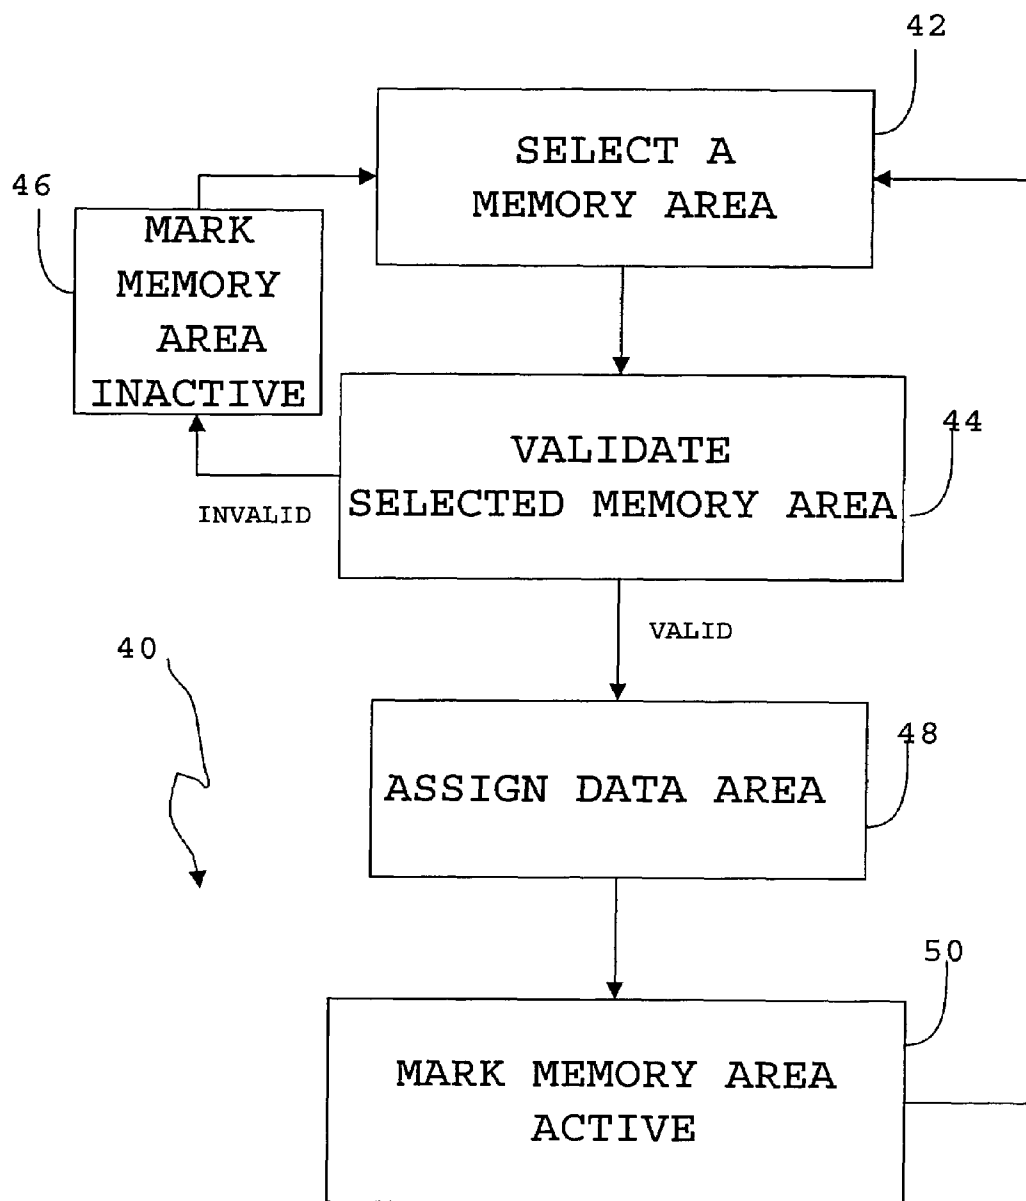 42
SELECT A
MEMORY AREA
46
MARK
MEMORY
AREA
INACTIVE
44
VALIDATE
SELECTED MEMORY AREA
INVALID
VALID
40
48
ASSIGN DATA AREA
50
MARK MEMORY AREA
ACTIVE